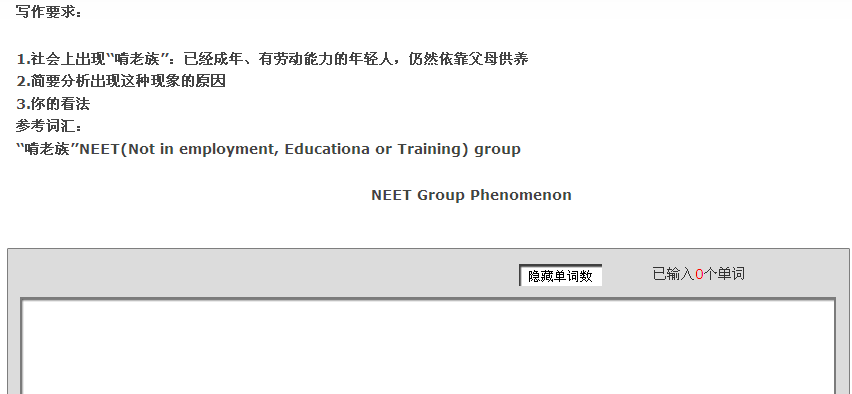 写作要求：
1.社会上出现“啃老族”：已经成年、有劳动能力的年轻人，仍然依靠父母供养
2.简要分析出现这种现象的原因
3.你的看法
参考词汇：
“啃老族”NEET(Not in employment, Educationa or Training) group
NEET Group Phenomenon
隐藏单词数 已输入0个单词